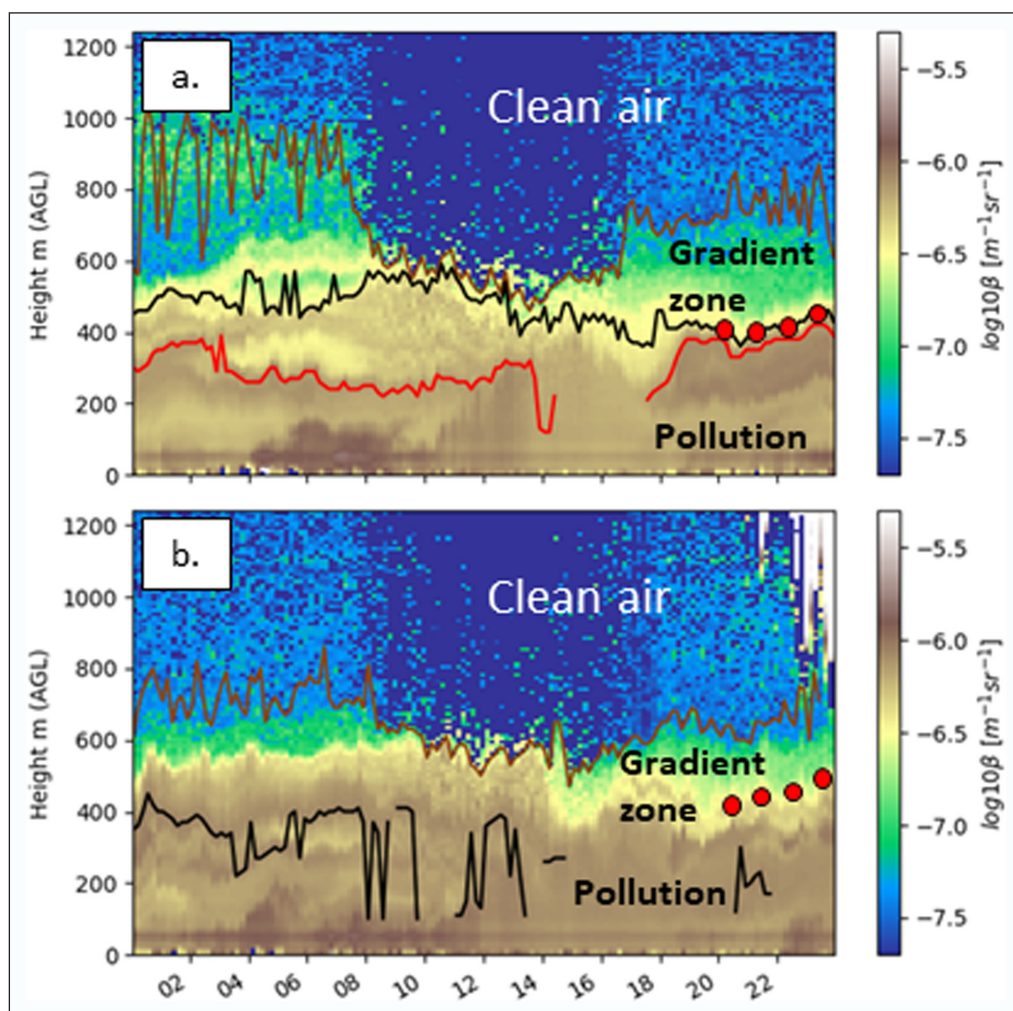 a.
Clean air
Gradient
zone
Pollution
1200
1000
800
600
400
200
0
Height m (AGL)
−5.5
−6.0
−6.5
−7.0
−7.5
log10β [m⁻¹sr⁻¹]
b.
Clean air
Gradient
zone
Pollution
1200
1000
800
600
400
200
0
Height m (AGL)
02 04 06 08 10 12 14 16 18 20 22
−5.5
−6.0
−6.5
−7.0
−7.5
log10β [m⁻¹sr⁻¹]